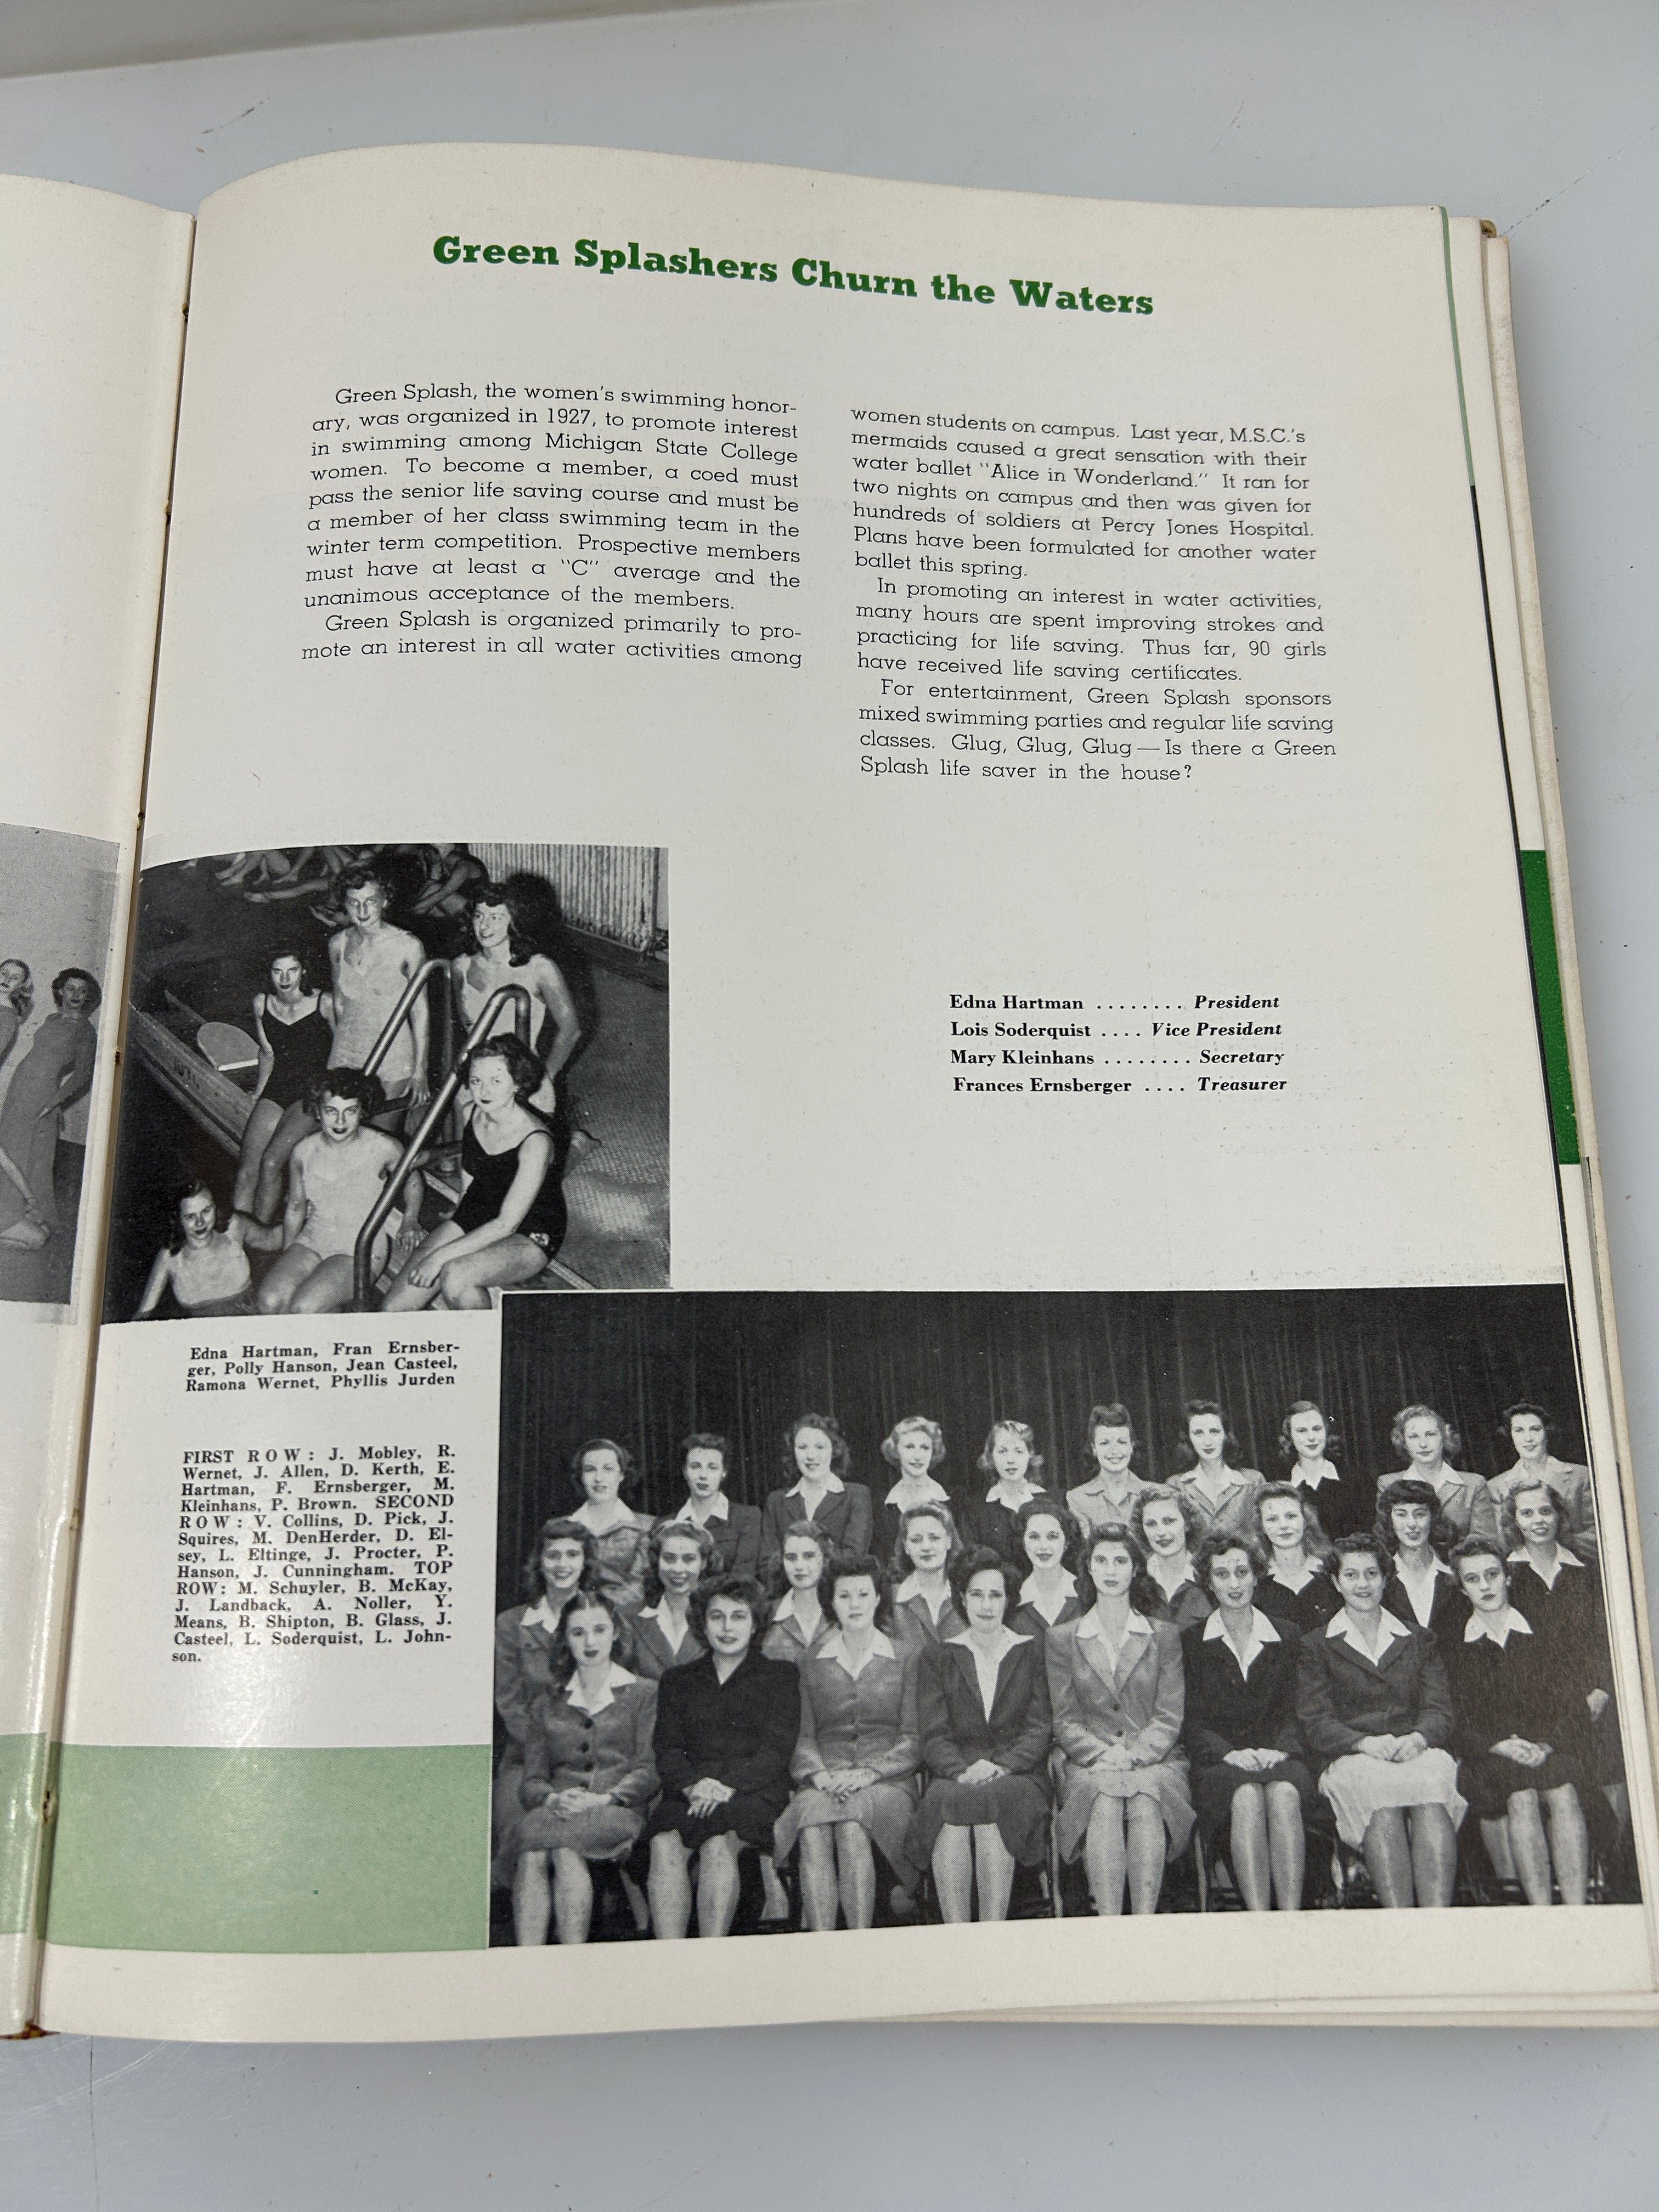 Green Splashers Churn the Waters
Green Splash, the women's swimming honor-
ary, was organized in 1927, to promote interest
in swimming among Michigan State College
women. To become a member, a coed must
pass the senior life saving course and must be
a member of her class swimming team in the
winter term competition. Prospective members
must have at least a "C" average and the
unanimous acceptance of the members.
Green Splash is organized primarily to pro-
mote an interest in all water activities among
women students on campus. Last year, M.S.C.'s
mermaids caused a great sensation with their
water ballet "Alice in Wonderland." It ran for
two nights on campus and then was given for
hundreds of soldiers at Percy Jones Hospital.
Plans have been formulated for another water
ballet this spring.
In promoting an interest in water activities,
many hours are spent improving strokes and
practicing for life saving. Thus far, 90 girls
have received life saving certificates.
For entertainment, Green Splash sponsors
mixed swimming parties and regular life saving
classes. Glug, Glug, Glug — Is there a Green
Splash life saver in the house?
Edna Hartman ........ President
Lois Soderquist .... Vice President
Mary Kleinhans ........ Secretary
Frances Ernsberger .... Treasurer
Edna Hartman, Fran Ernsber-
ger, Polly Hanson, Jean Casteel,
Ramona Wernet, Phyllis Jurden
FIRST ROW: J. Mobley, R.
Wernet, J. Allen, D. Kerth, E.
Hartman, F. Ernsberger, M.
Kleinhans, P. Brown. SECOND
ROW: V. Collins, D. Pick, J.
Squires, M. DenHerder, D. El-
sey, L. Eltinge, J. Procter, P.
Hanson, J. Cunningham. TOP
ROW: M. Schuyler, B. McKay,
J. Landback, A. Noller, Y.
Means, B. Shipton, B. Glass, J.
Casteel, L. Soderquist, L. John-
son.